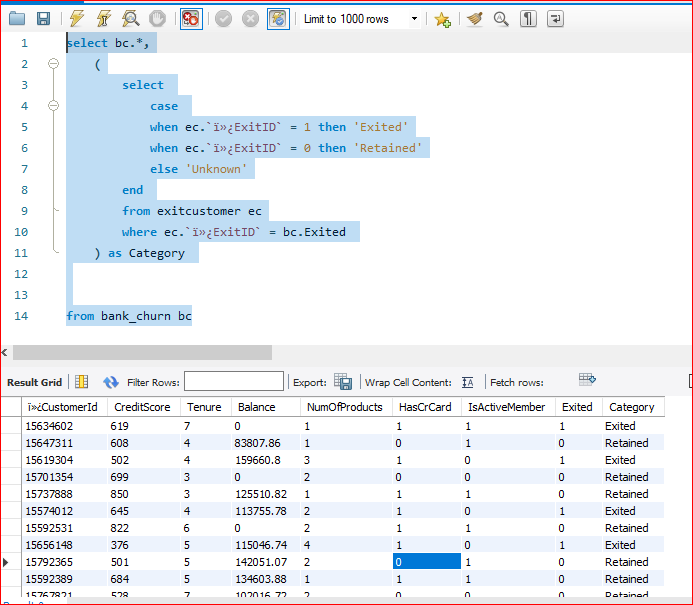 Limit to 1000 rows
1 select bc.*,
2 (
3 select
4 case
5 when ec.`ï»¿ExitID` = 1 then 'Exited'
6 when ec.`ï»¿ExitID` = 0 then 'Retained'
7 else 'Unknown'
8 end
9 from exitcustomer ec
10 where ec.`ï»¿ExitID` = bc.Exited
11 ) as Category
12
13
14 from bank_churn bc
Result Grid Filter Rows: Export: Wrap Cell Content: Fetch rows:
ï»¿CustomerId CreditScore Tenure Balance NumOfProducts HasCrCard IsActiveMember Exited Category
15634602 619 7 0 1 1 1 1 Exited
15647311 608 4 83807.86 1 0 1 0 Retained
15619304 502 4 159660.8 3 1 0 1 Exited
15701354 699 3 0 2 0 0 0 Retained
15737888 850 3 125510.82 1 1 1 0 Retained
15574012 645 4 113755.78 2 1 0 1 Exited
15592531 822 6 0 2 1 1 0 Retained
15656148 376 5 115046.74 4 1 0 1 Exited
15792365 501 5 142051.07 2 0 1 0 Retained
15592389 684 5 134603.88 1 1 1 0 Retained
15767821 528 7 102016.72 2 0 0 0 Retained